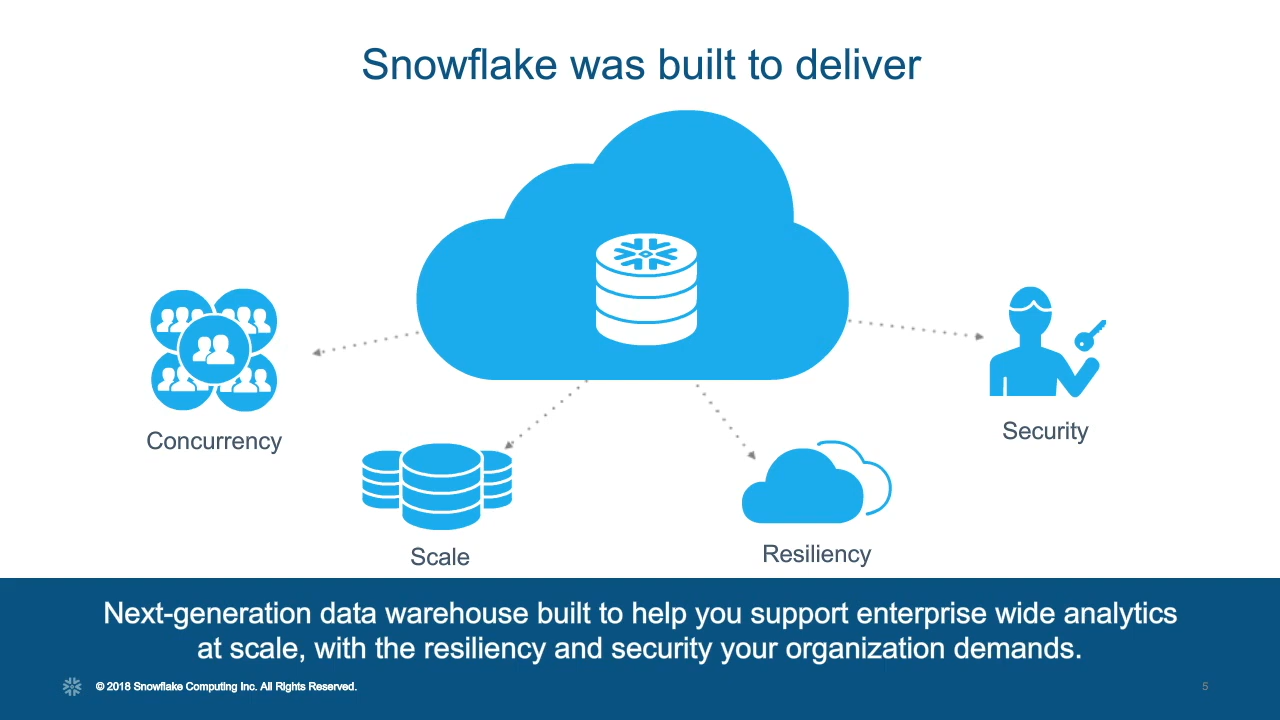 Snowflake was built to deliver
Concurrency
Scale
Resiliency
Security
Next-generation data warehouse built to help you support enterprise wide analytics
at scale, with the resiliency and security your organization demands.
© 2018 Snowflake Computing Inc. All Rights Reserved.
5